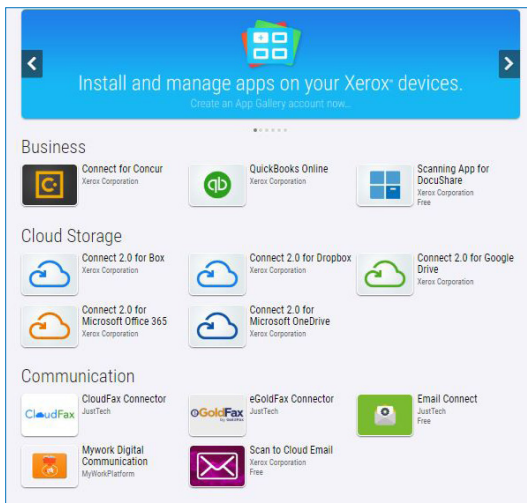 Install and manage apps on your Xerox® devices.
Create an App Gallery account now...
Business
Connect for Concur
Xerox Corporation
QuickBooks Online
Xerox Corporation
Scanning App for
DocuShare
Xerox Corporation
Free
Cloud Storage
Connect 2.0 for Box
Xerox Corporation
Connect 2.0 for Dropbox
Xerox Corporation
Connect 2.0 for Google
Drive
Xerox Corporation
Connect 2.0 for
Microsoft Office 365
Xerox Corporation
Connect 2.0 for
Microsoft OneDrive
Xerox Corporation
Communication
CloudFax
CloudFax Connector
JustTech
eGoldFax
eGoldFax Connector
JustTech
Email Connect
JustTech
Free
Mywork Digital
Communication
MyWorkPlatform
Scan to Cloud Email
Xerox Corporation
Free